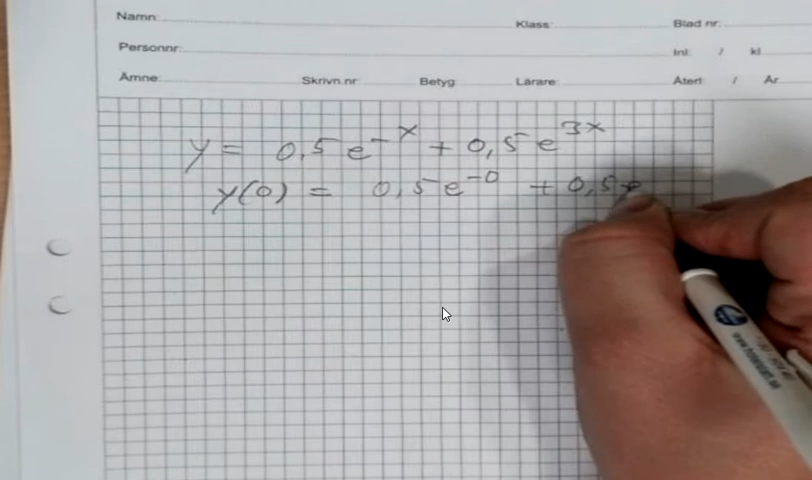 Namn: Klass: Blad nr:
Personnr: Inl: / kl
Ämne: Skrivn.nr Betyg: Lärare: Återl: / År
y = 0,5 e^{-x} + 0,5 e^{3x}
y(0) = 0,5 e^{-0} + 0,5 e